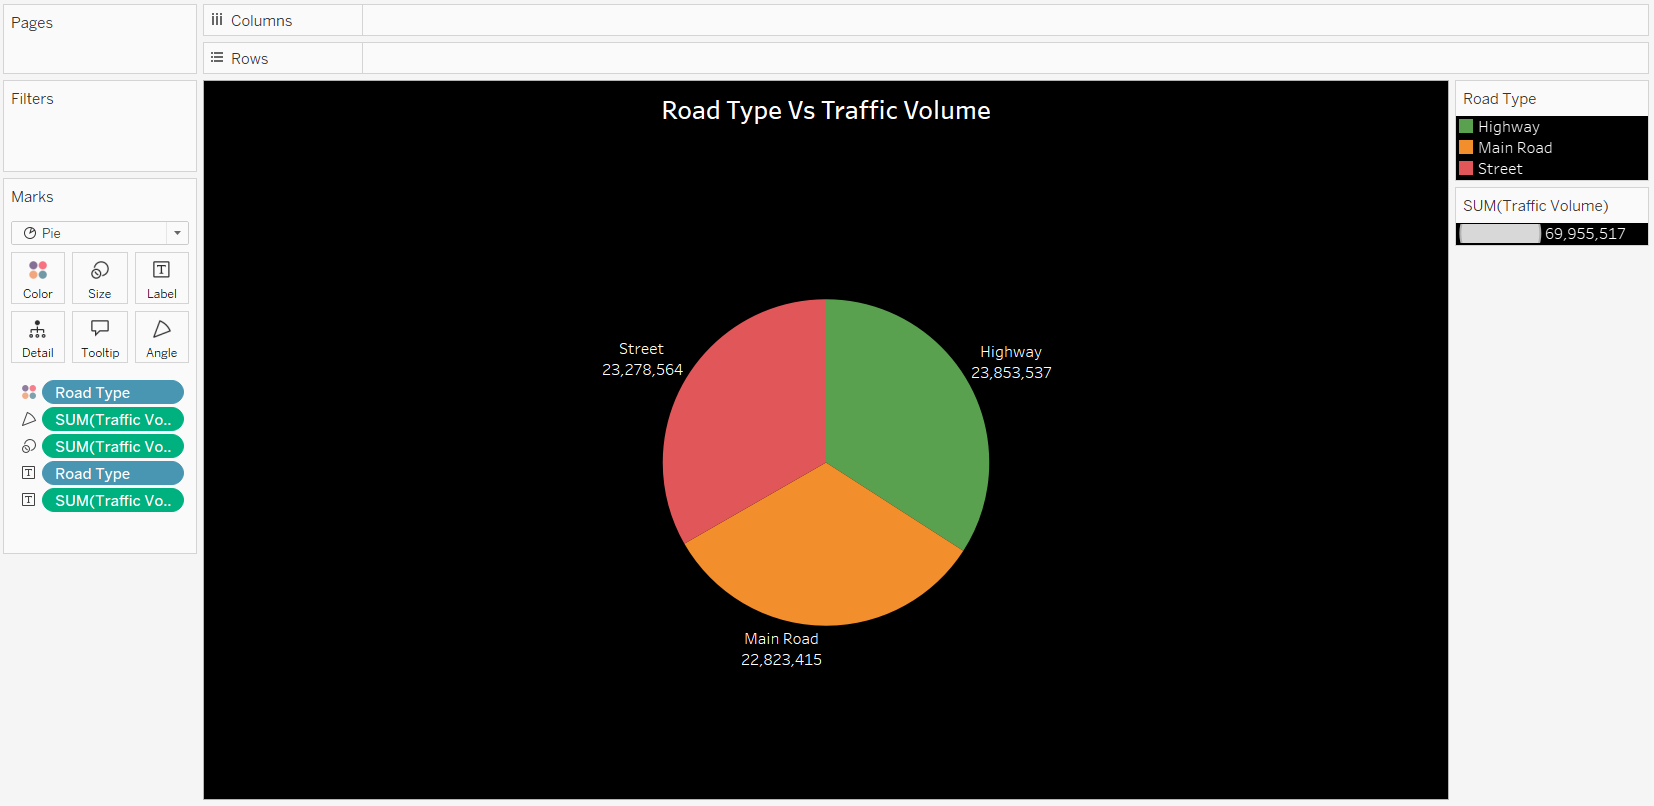 Pages
Columns
Rows
Filters
Marks
Pie
Color
Size
Label
Detail
Tooltip
Angle
Road Type
SUM(Traffic Vo..
SUM(Traffic Vo..
Road Type
SUM(Traffic Vo..
Road Type Vs Traffic Volume
Street
23,278,564
Highway
23,853,537
Main Road
22,823,415
Road Type
Highway
Main Road
Street
SUM(Traffic Volume)
69,955,517